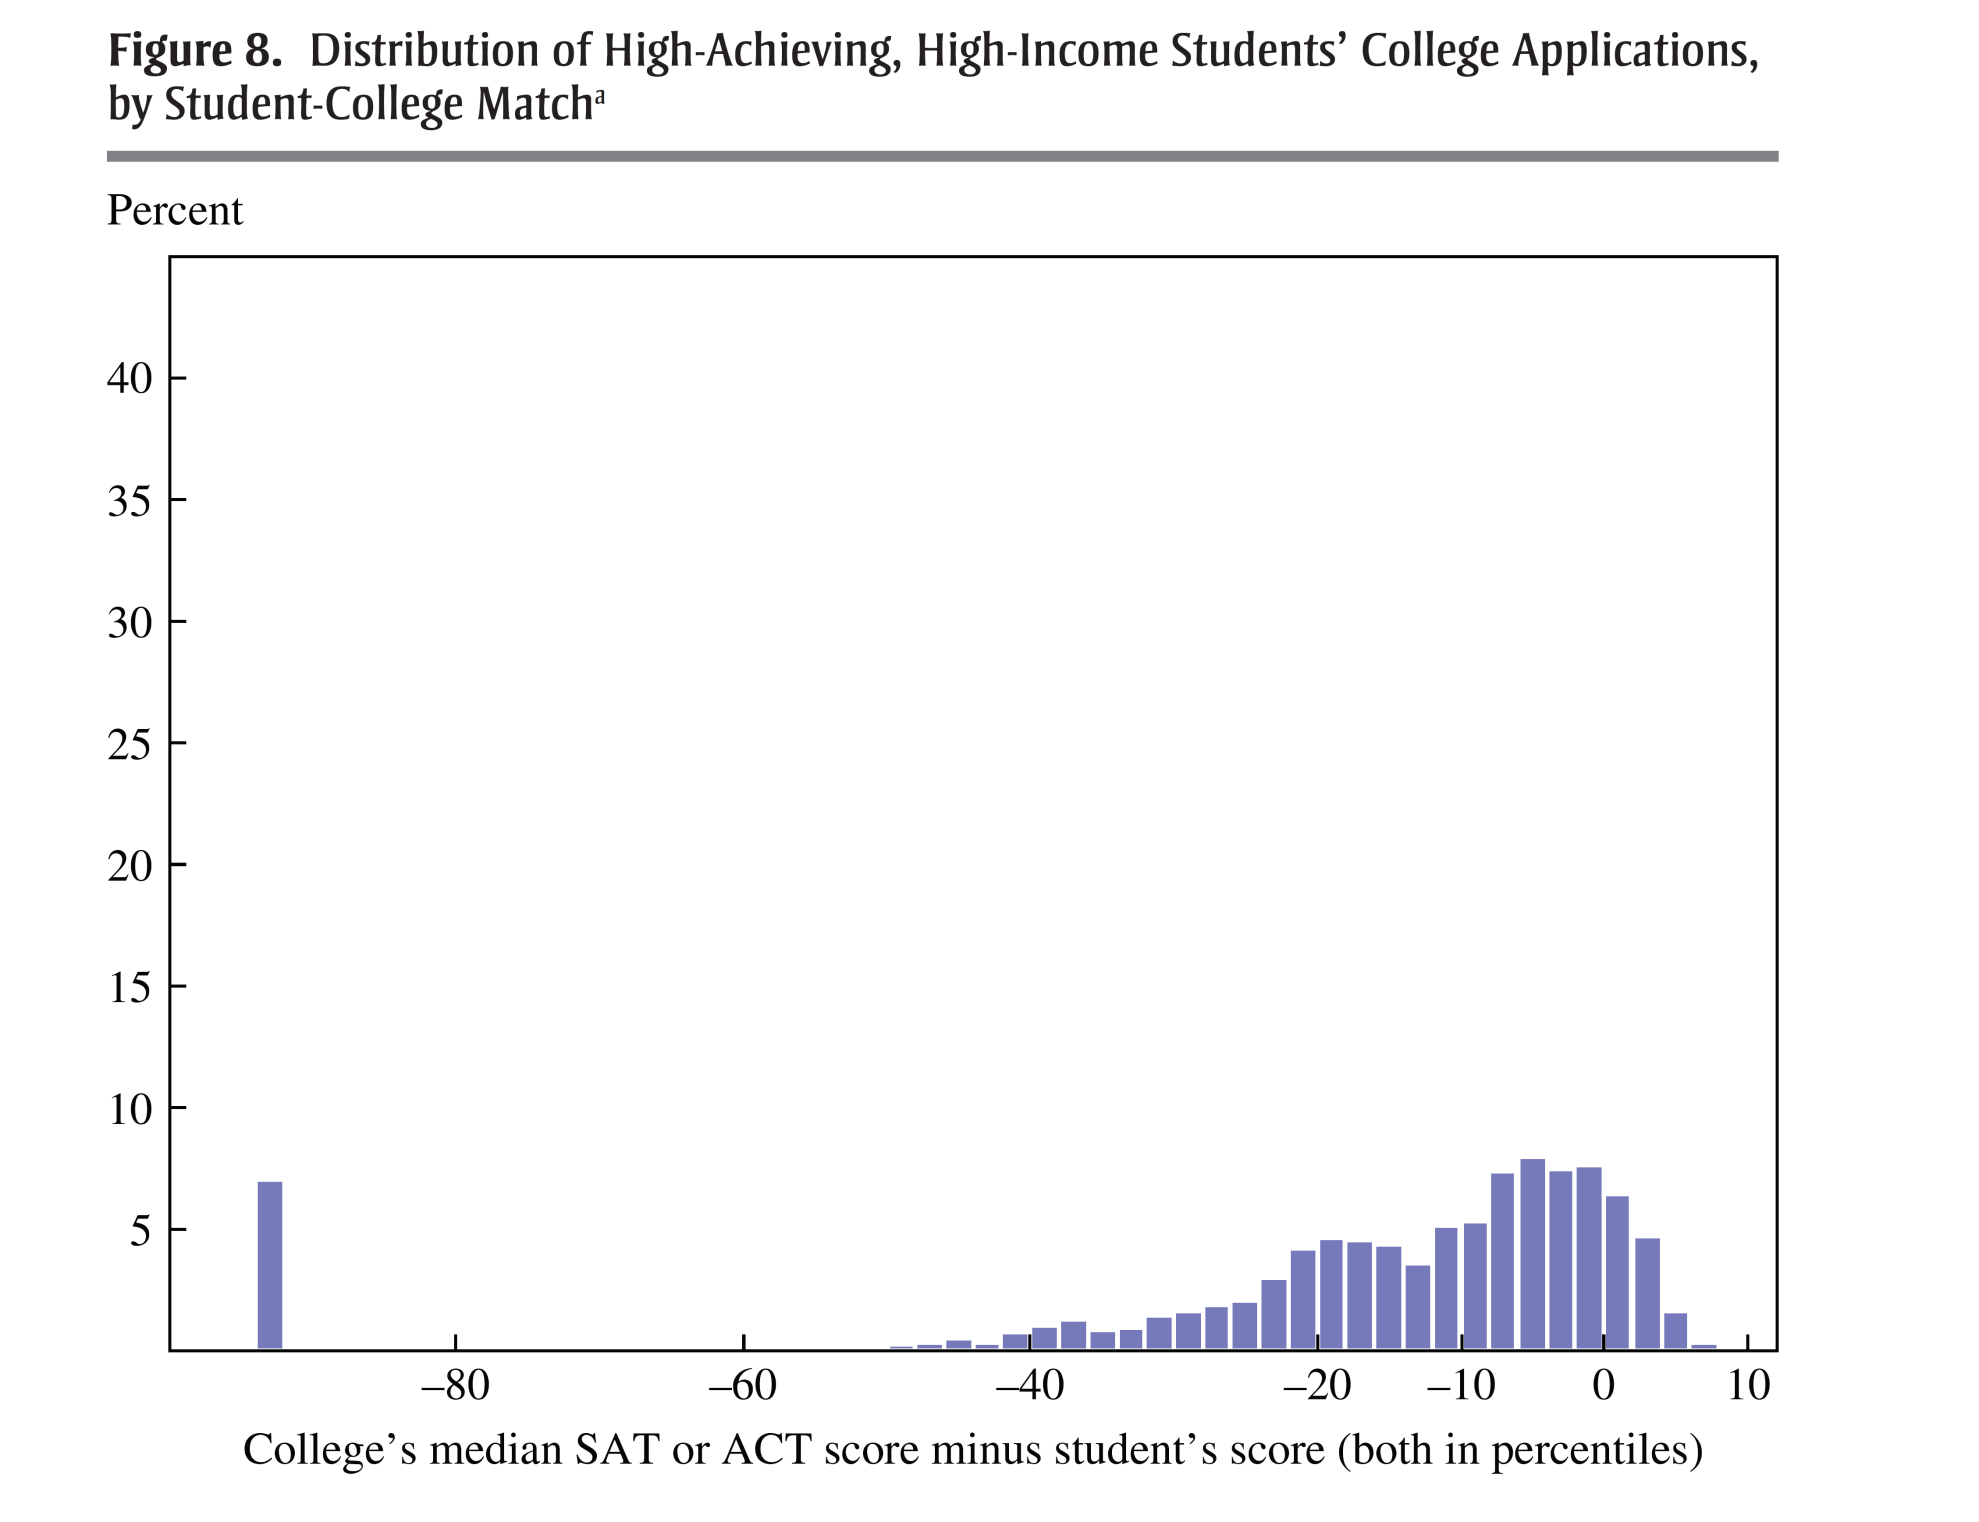 Figure 8. Distribution of High-Achieving, High-Income Students’ College Applications,
by Student-College Matchᵃ
Percent
40
35
30
25
20
15
10
5
–80 –60 –40 –20 –10 0 10
College’s median SAT or ACT score minus student’s score (both in percentiles)